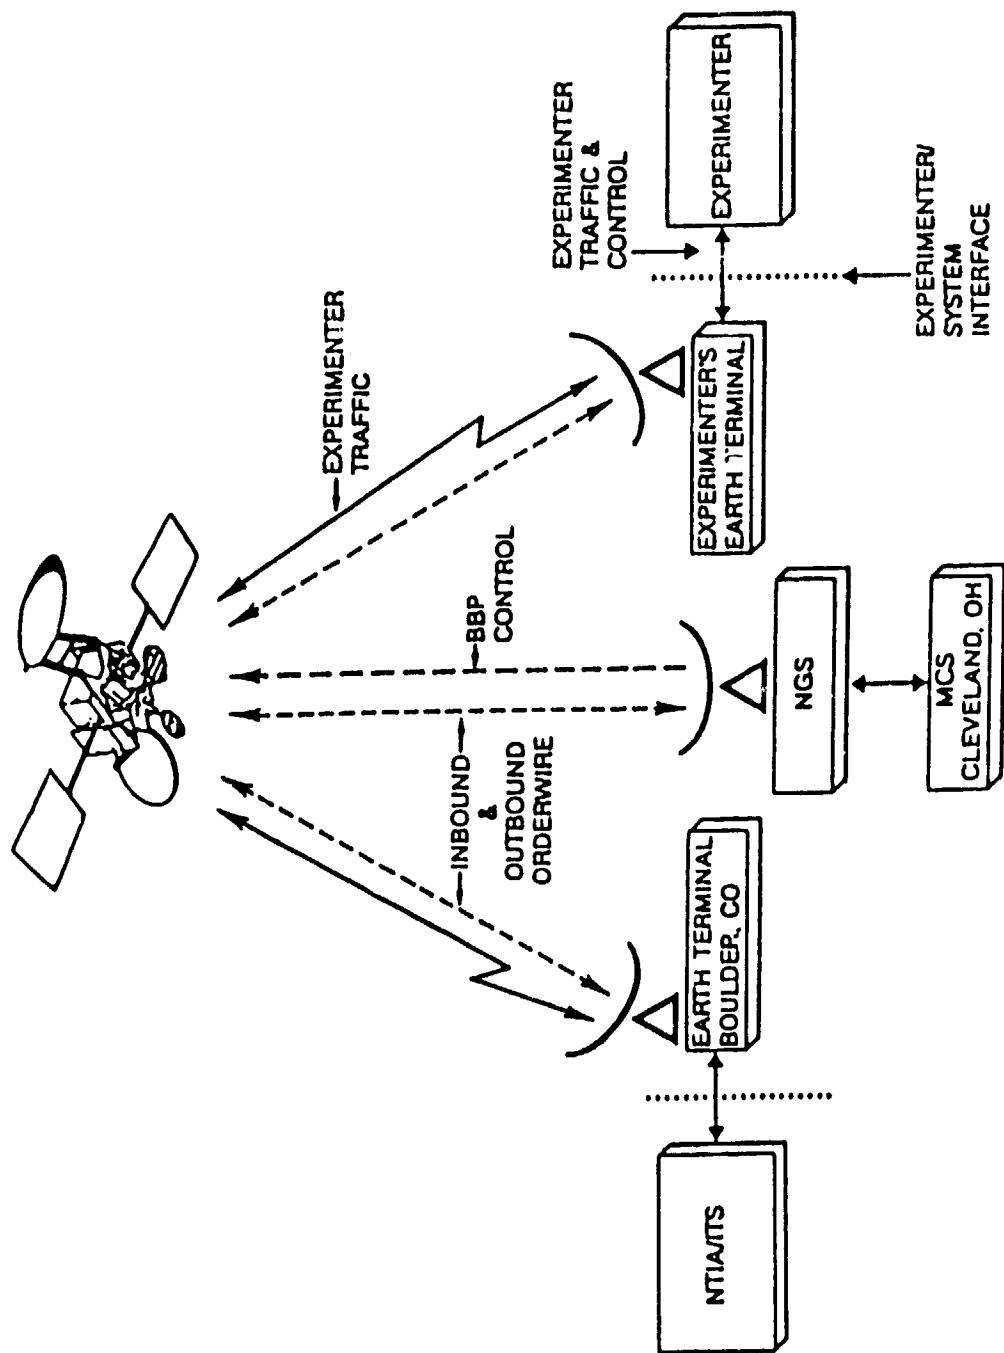 EXPERIMENTER
TRAFFIC
BBP
CONTROL
INBOUND
&
OUTBOUND
ORDERWIRE
EXPERIMENTER
TRAFFIC &
CONTROL
NTIA/ITS
EARTH TERMINAL
BOULDER, CO
NGS
EXPERIMENTER'S
EARTH TERMINAL
EXPERIMENTER
MCS
CLEVELAND, OH
EXPERIMENTER/
SYSTEM
INTERFACE